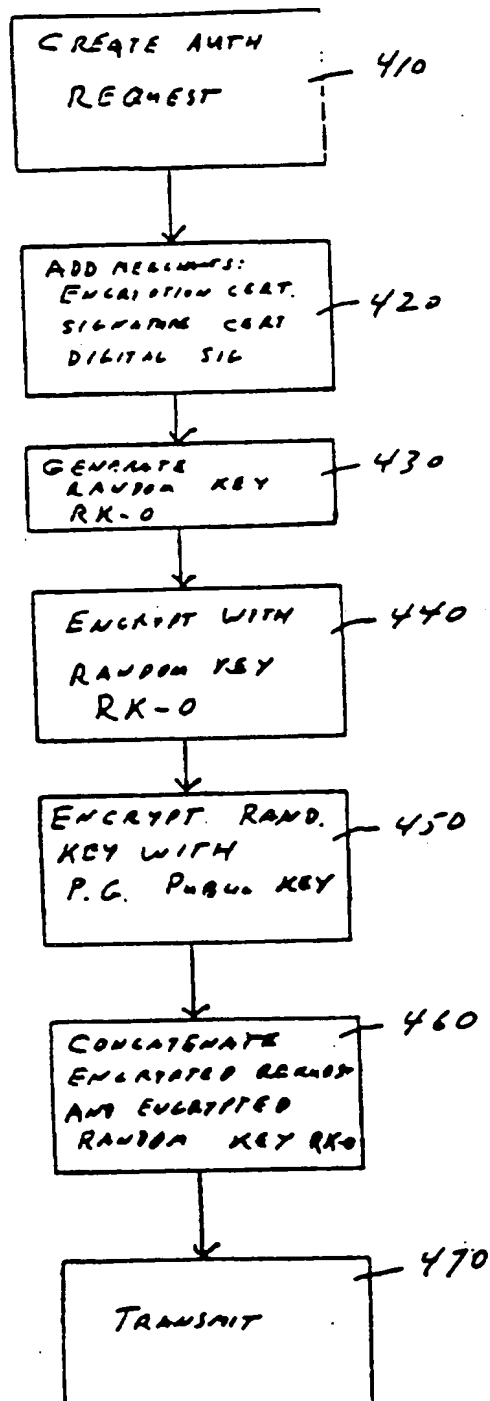 CREATE AUTH
REQUEST
410
ADD MERCHANTS:
ENCRYPTION CERT.
SIGNATURE CERT
DIGITAL SIG
420
GENERATE
RANDOM KEY
RK-0
430
ENCRYPT WITH
RANDOM KEY
RK-0
440
ENCRYPT RAND.
KEY WITH
P.G. PUBLIC KEY
450
CONCATENATE
ENCRYPTED REQUEST
AND ENCRYPTED
RANDOM KEY RK-0
460
TRANSMIT
470